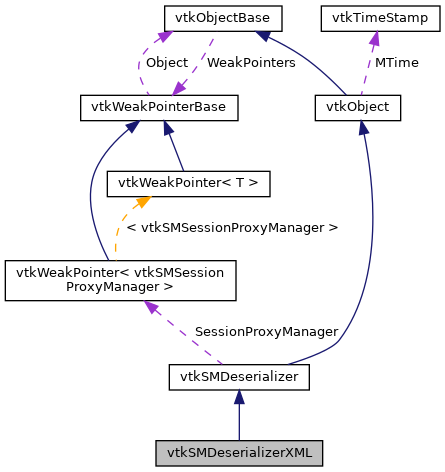 vtkObjectBase
vtkTimeStamp
Object
WeakPointers
MTime
vtkWeakPointerBase
vtkObject
vtkWeakPointer< T >
< vtkSMSessionProxyManager >
vtkWeakPointer< vtkSMSession
ProxyManager >
SessionProxyManager
vtkSMDeserializer
vtkSMDeserializerXML